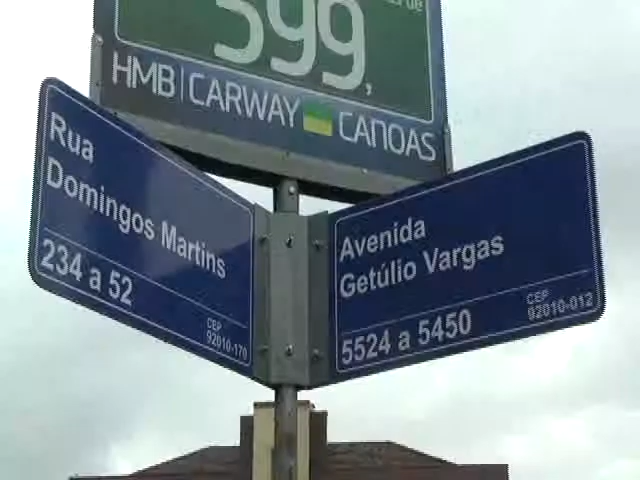 599,
HMB|CARWAY CANOAS
Rua
Domingos Martins
234 a 52
CEP
92010-170
Avenida
Getúlio Vargas
5524 a 5450
CEP
92010-012